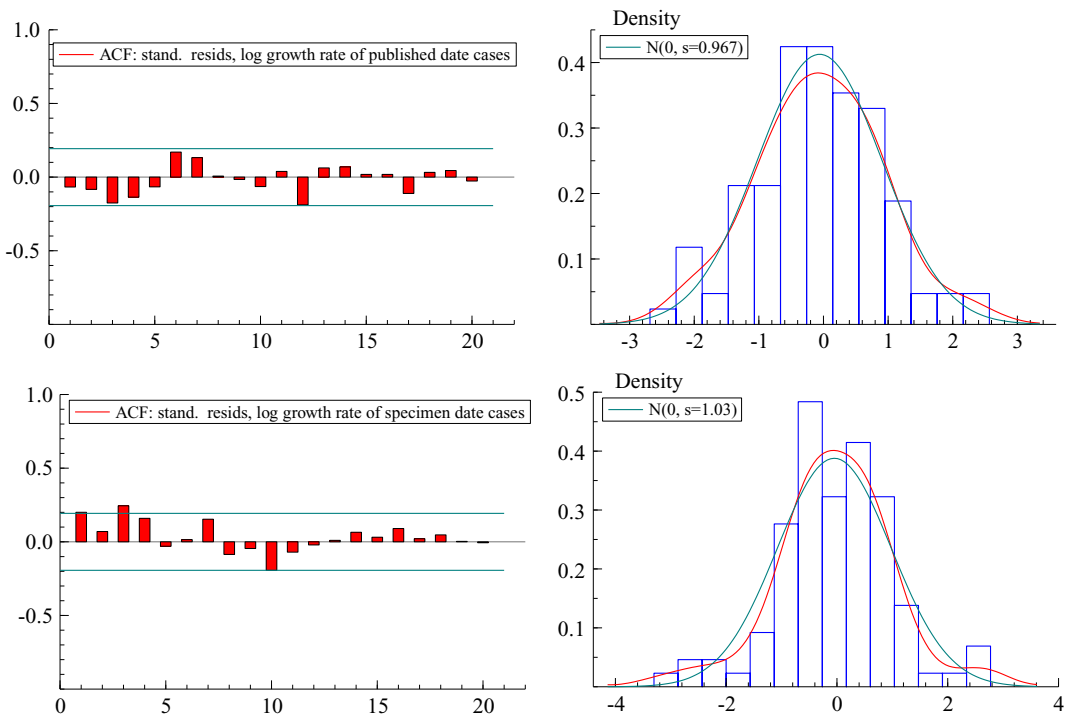 1.0
ACF: stand. resids, log growth rate of published date cases
0.5
0.0
-0.5
0 5 10 15 20
Density
N(0, s=0.967)
0.4
0.3
0.2
0.1
-3 -2 -1 0 1 2 3
1.0
ACF: stand. resids, log growth rate of specimen date cases
0.5
0.0
-0.5
0 5 10 15 20
Density
0.5
N(0, s=1.03)
0.4
0.3
0.2
0.1
-4 -2 0 2 4